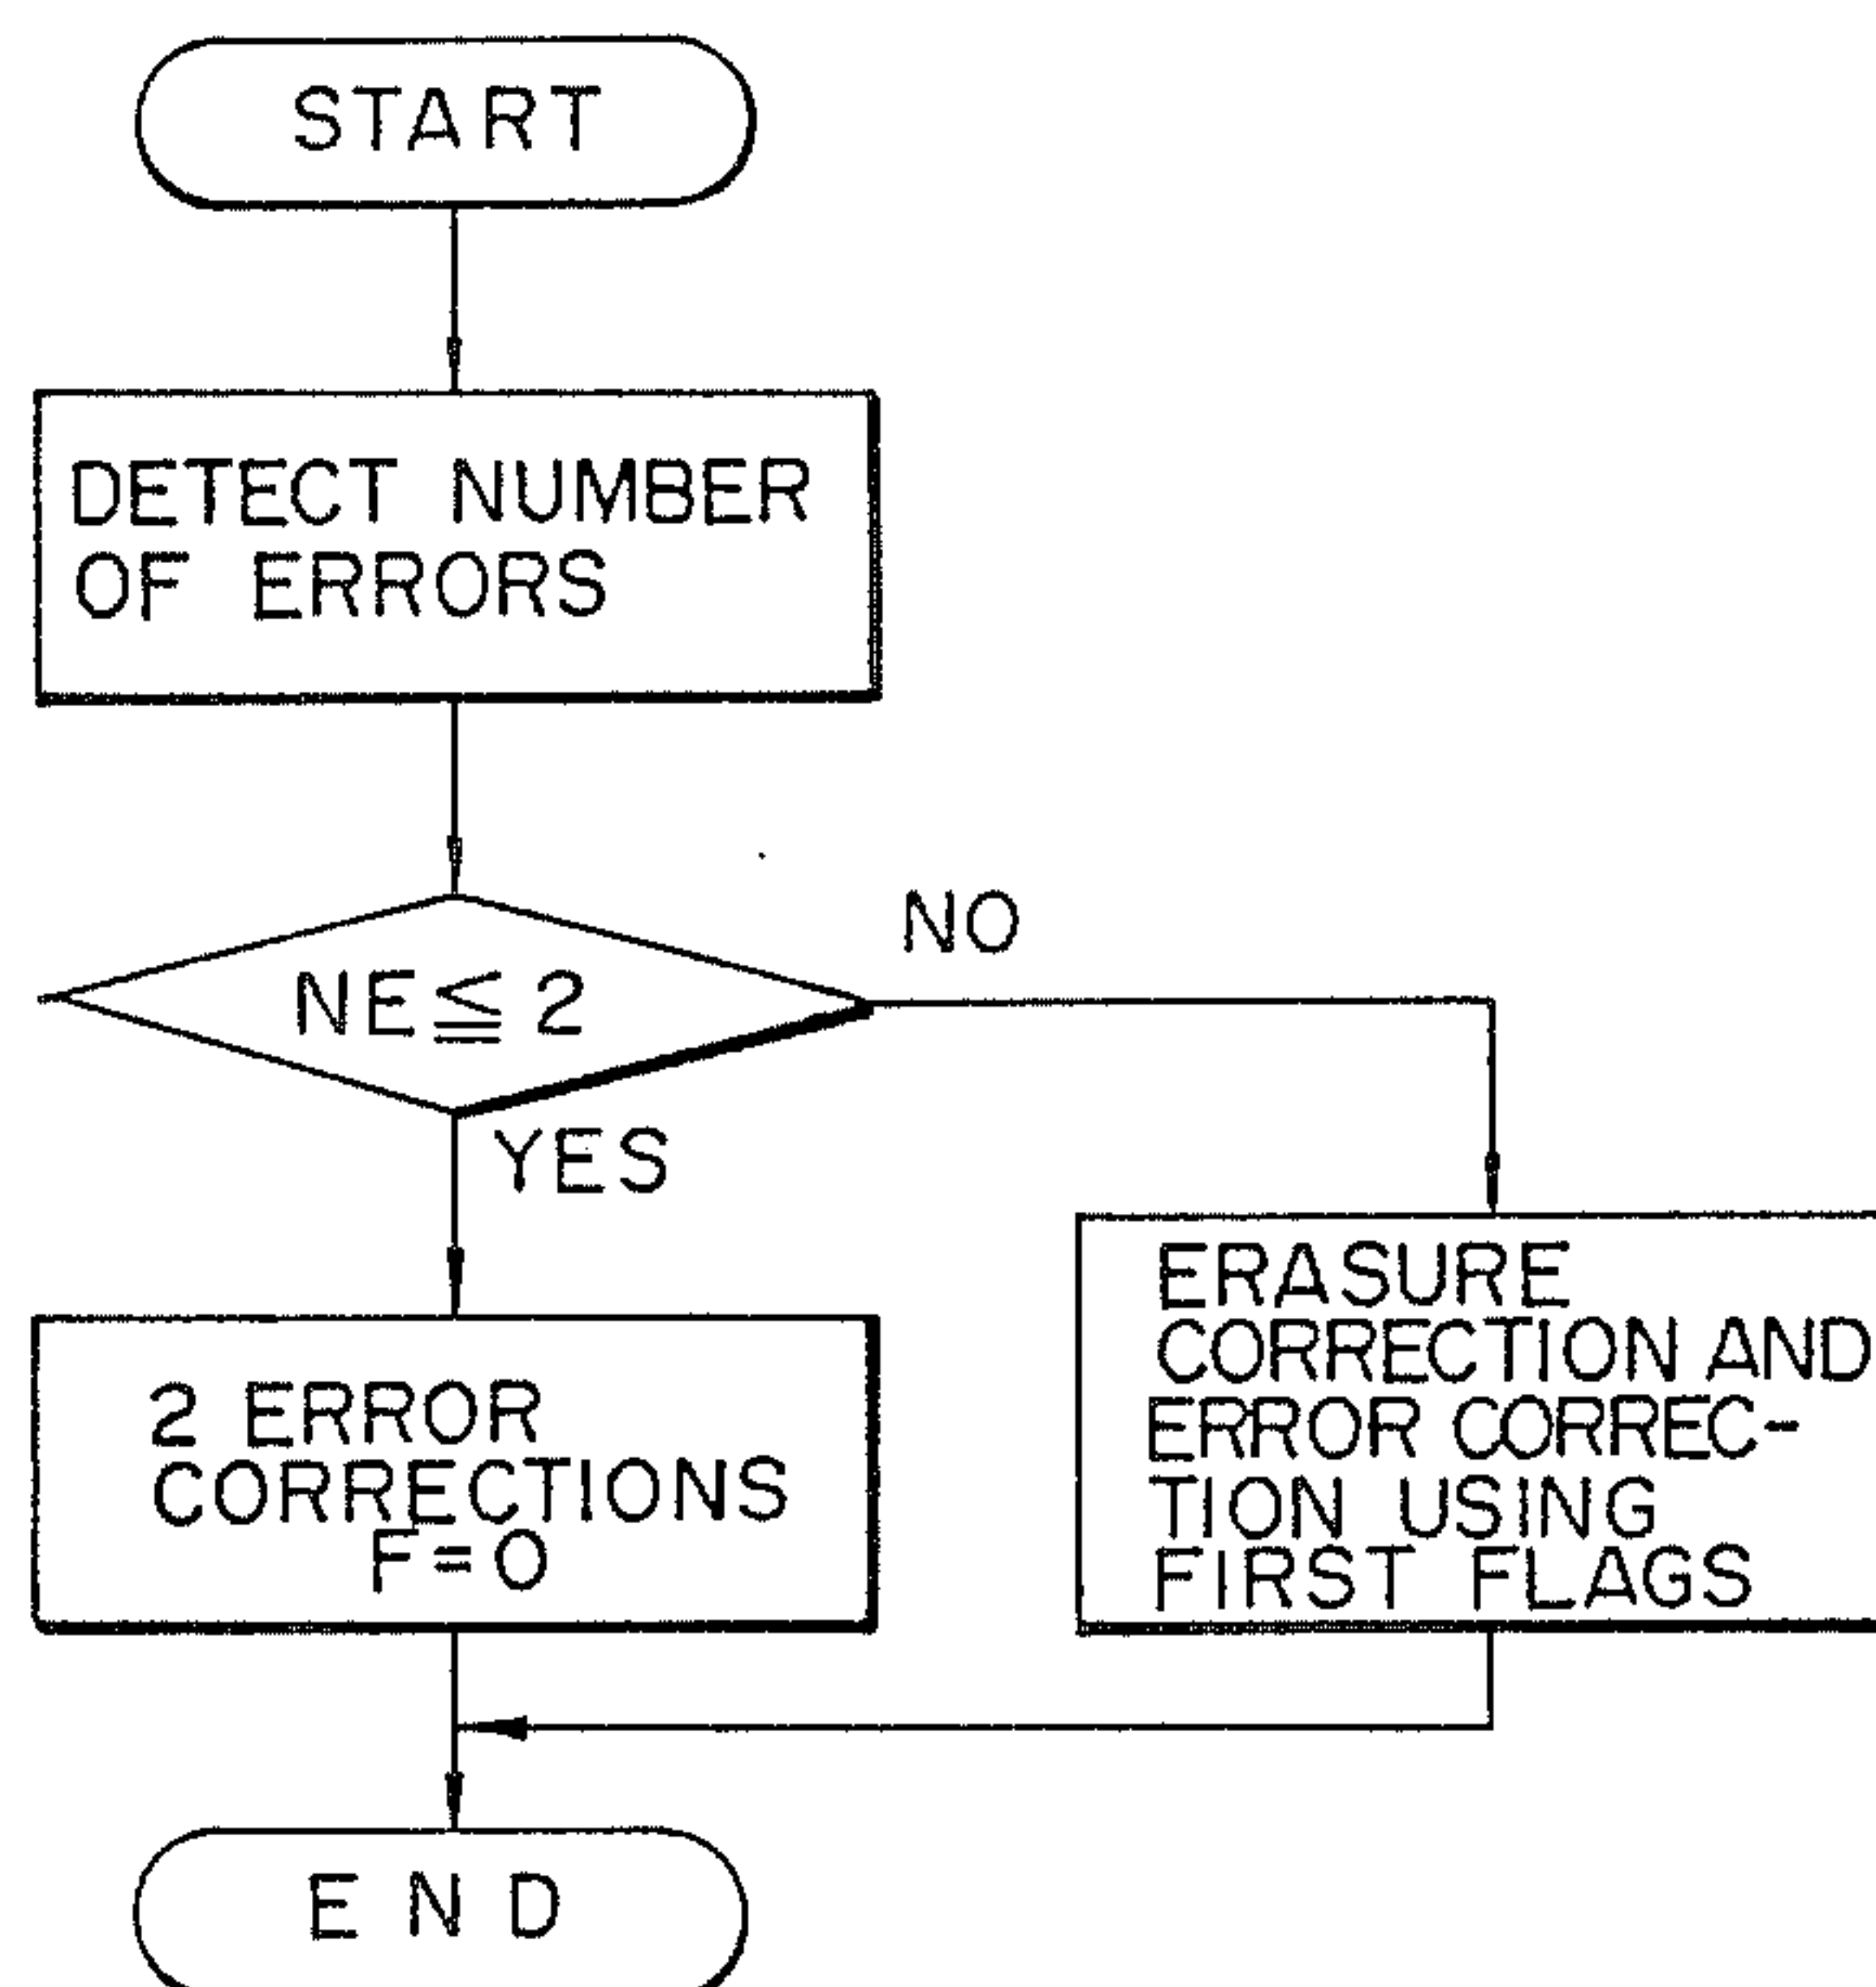 START
DETECT NUMBER
OF ERRORS
NE≦2
NO
YES
2 ERROR
CORRECTIONS
F=0
ERASURE
CORRECTION AND
ERROR CORREC-
TION USING
FIRST FLAGS
END